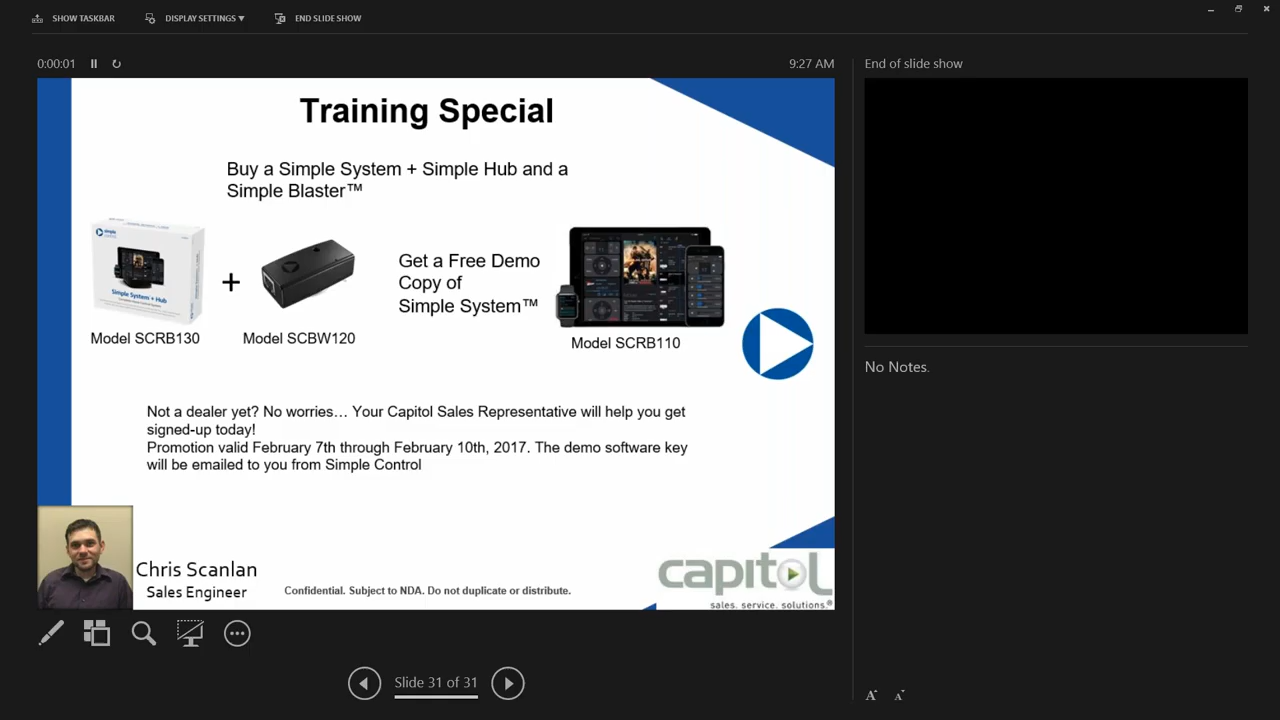 SHOW TASKBAR
DISPLAY SETTINGS ▼
END SLIDE SHOW
0:00:01
9:27 AM
End of slide show
Training Special
Buy a Simple System + Simple Hub and a
Simple Blaster™
simple
control
Simple System + Hub
+
Get a Free Demo
Copy of
Simple System™
Model SCRB130
Model SCBW120
Model SCRB110
No Notes.
Not a dealer yet? No worries… Your Capitol Sales Representative will help you get
signed-up today!
Promotion valid February 7th through February 10th, 2017. The demo software key
will be emailed to you from Simple Control
Chris Scanlan
Sales Engineer
Confidential. Subject to NDA. Do not duplicate or distribute.
capitol
sales. service. solutions.®
Slide 31 of 31
A A